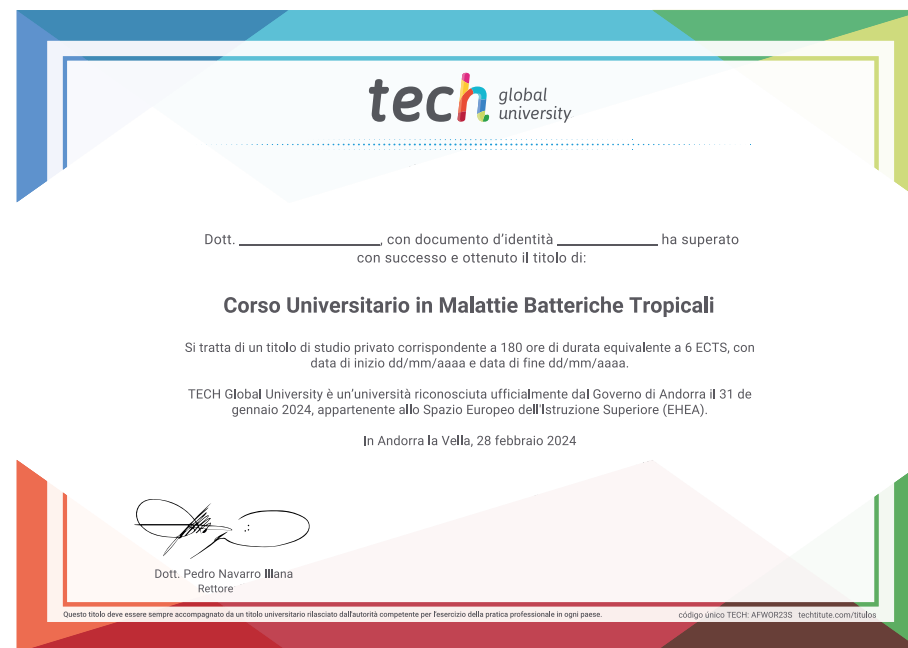 tech global university
Dott. ____________________, con documento d'identità ______________ ha superato
con successo e ottenuto il titolo di:
Corso Universitario in Malattie Batteriche Tropicali
Si tratta di un titolo di studio privato corrispondente a 180 ore di durata equivalente a 6 ECTS, con
data di inizio dd/mm/aaaa e data di fine dd/mm/aaaa.
TECH Global University è un'università riconosciuta ufficialmente dal Governo di Andorra il 31 de
gennaio 2024, appartenente allo Spazio Europeo dell'Istruzione Superiore (EHEA).
In Andorra la Vella, 28 febbraio 2024
Dott. Pedro Navarro Illana
Rettore
Questo titolo deve essere sempre accompagnato da un titolo universitario rilasciato dall'autorità competente per l'esercizio della pratica professionale in ogni paese.
código único TECH: AFWOR23S techtitute.com/titulos